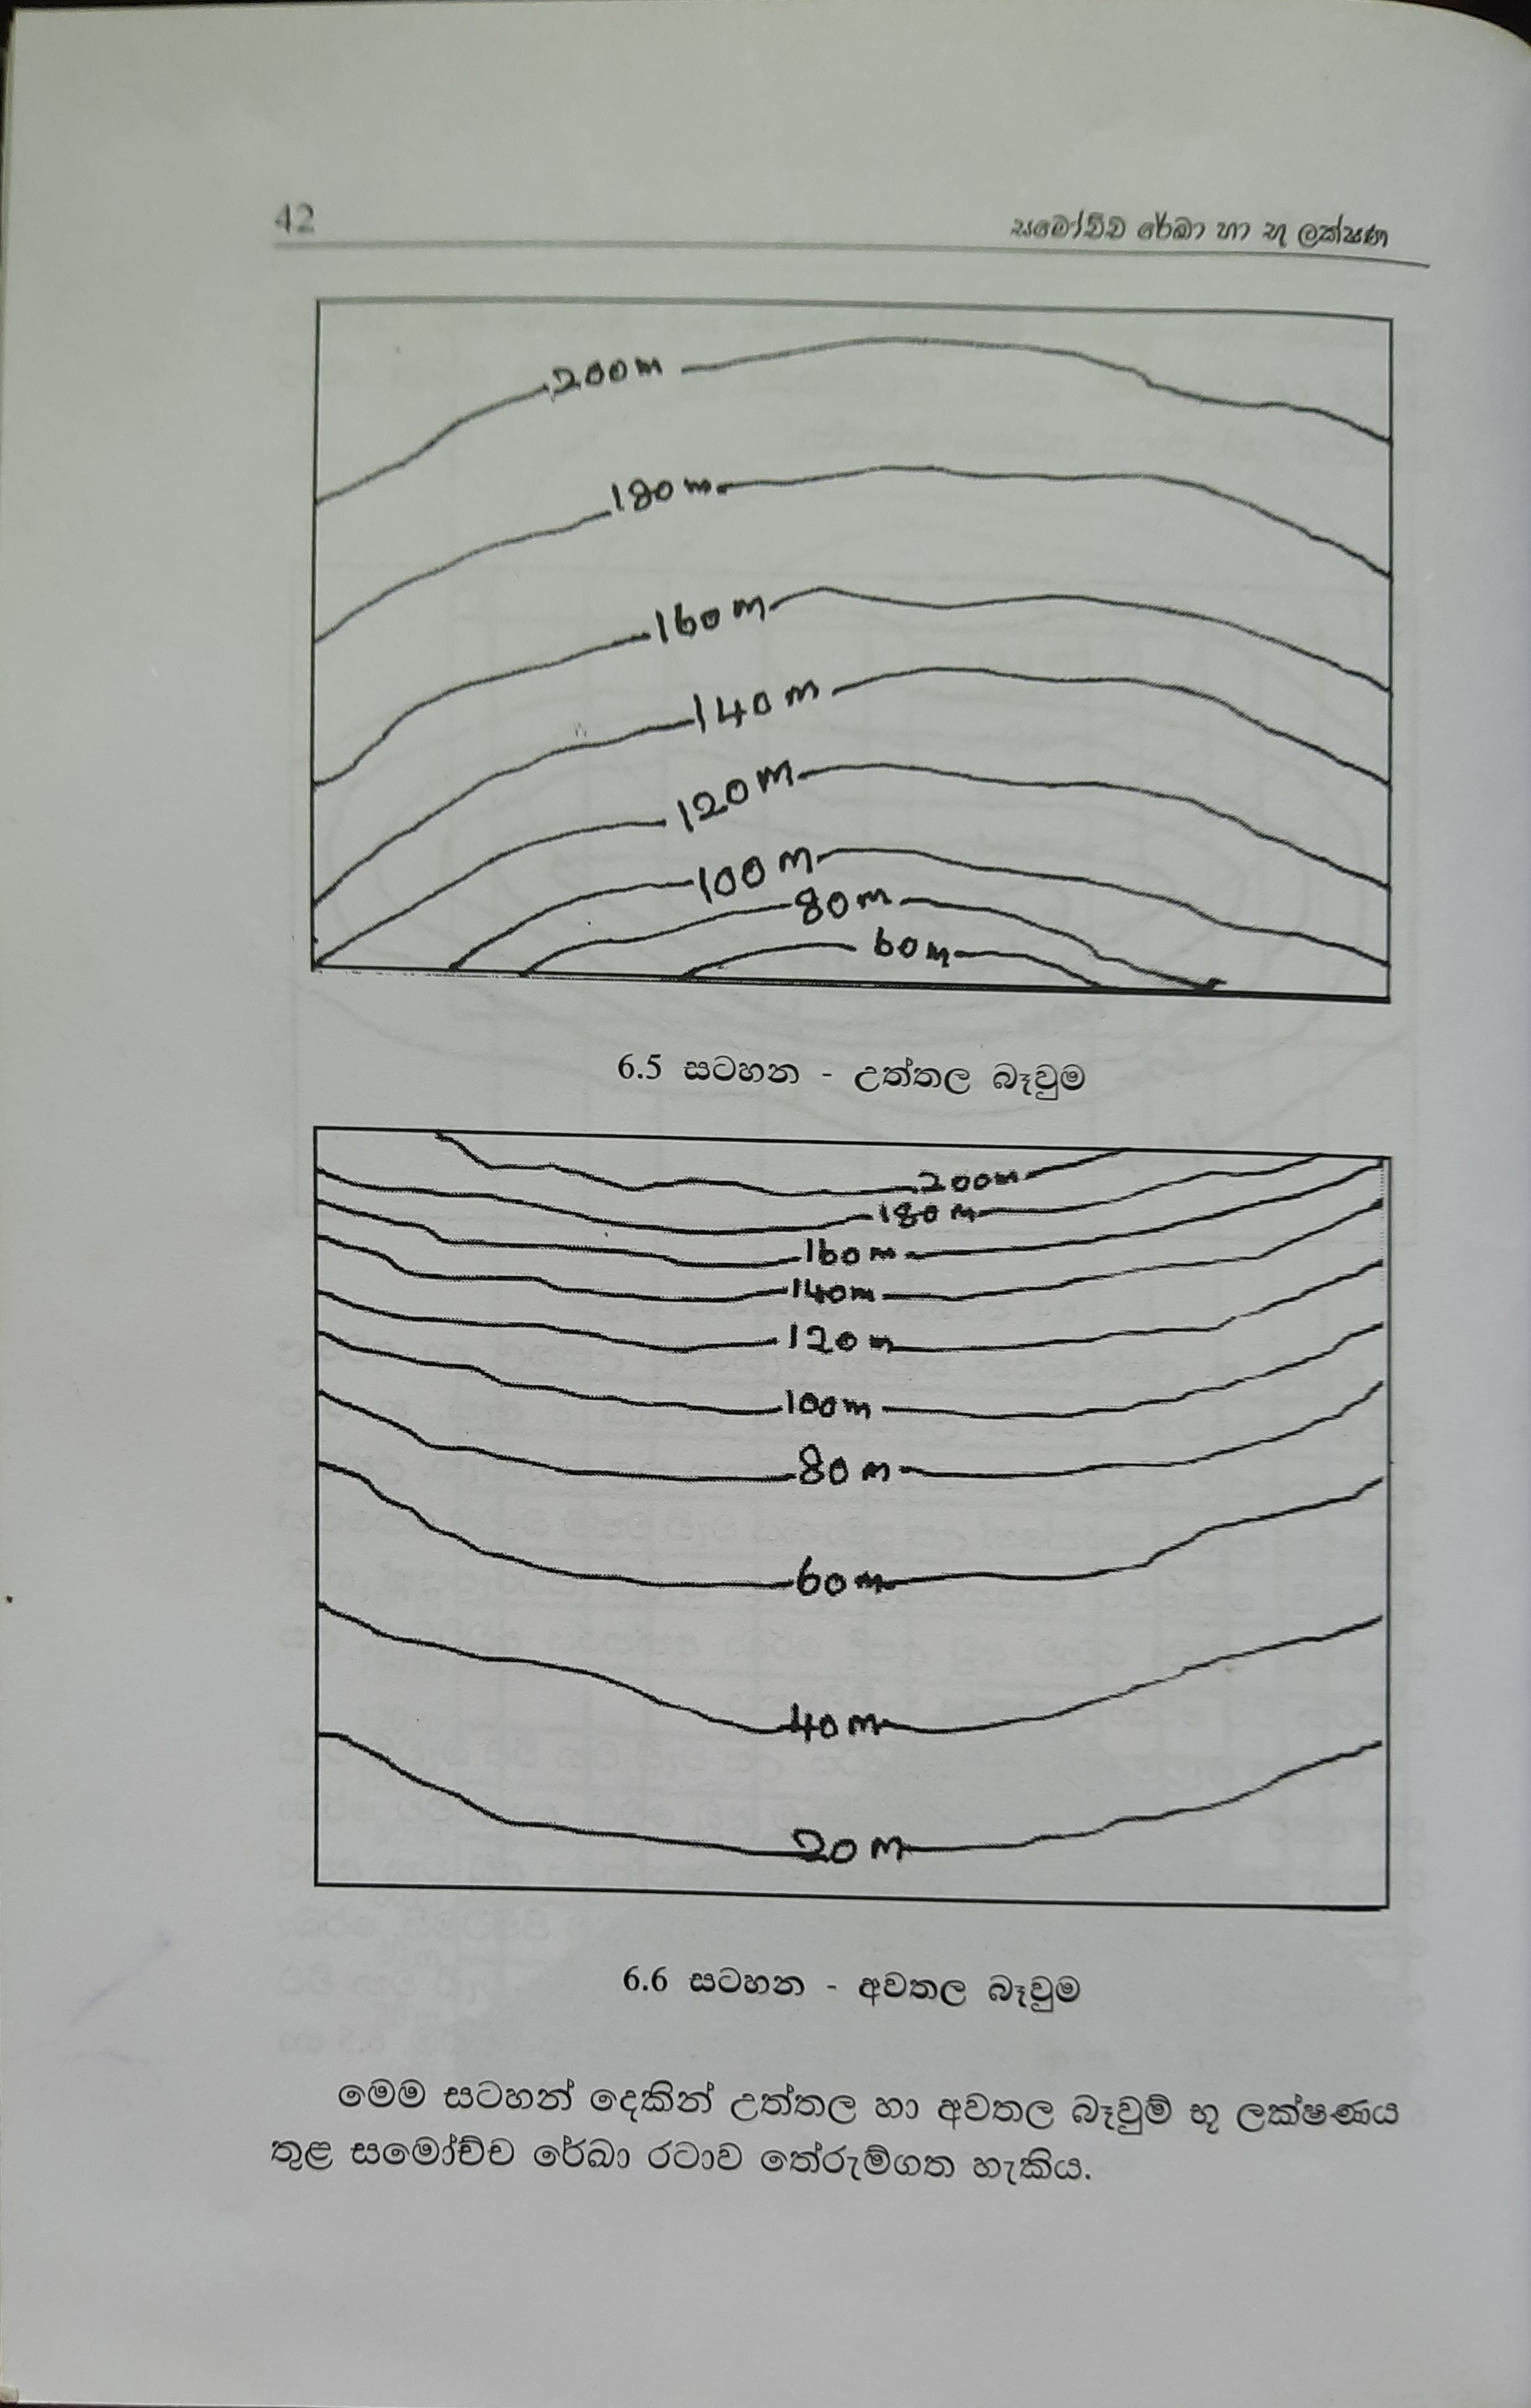 42
සමෝච්ච රේඛා හා භූ ලක්ෂණ
200m
180m
160m
140m
120m
100m
80m
60m
6.5 සටහන - උත්තල බෑවුම
200m
180m
160m
140m
120m
100m
80m
60m
40m
20m
6.6 සටහන - අවතල බෑවුම
මෙම සටහන් දෙකින් උත්තල හා අවතල බෑවුම් භූ ලක්ෂණය
තුළ සමෝච්ච රේඛා රටාව තේරුම්ගත හැකිය.